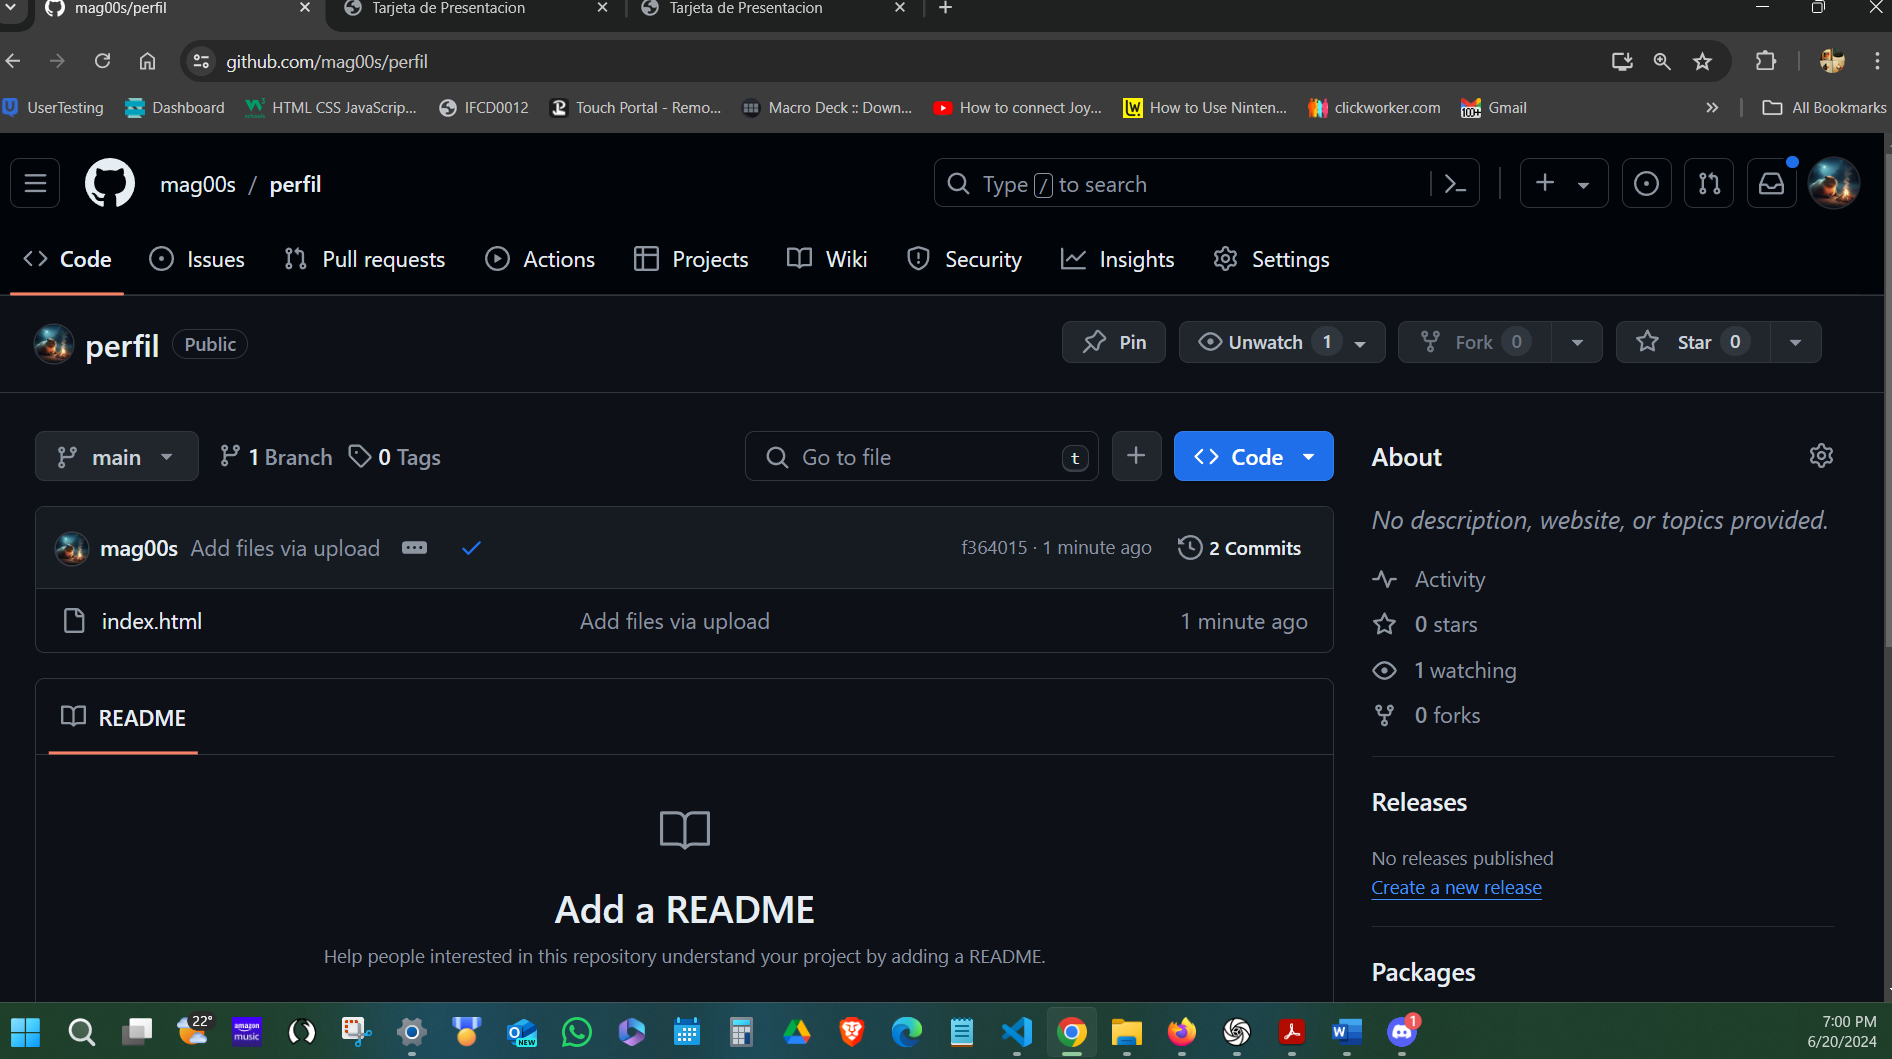 mag00s/perfil
Tarjeta de Presentacion
Tarjeta de Presentacion
github.com/mag00s/perfil
UserTesting
Dashboard
HTML CSS JavaScrip...
IFCD0012
Touch Portal - Remo...
Macro Deck :: Down...
How to connect Joy...
How to Use Ninten...
clickworker.com
100+
Gmail
»
All Bookmarks
mag00s / perfil
Type / to search
Code
Issues
Pull requests
Actions
Projects
Wiki
Security
Insights
Settings
perfil
Public
Pin
Unwatch 1
Fork 0
Star 0
main
1 Branch
0 Tags
Go to file
t
Code
About
No description, website, or topics provided.
mag00s Add files via upload
f364015 · 1 minute ago
2 Commits
index.html
Add files via upload
1 minute ago
Activity
0 stars
1 watching
0 forks
README
Add a README
Help people interested in this repository understand your project by adding a README.
Releases
No releases published
Create a new release
Packages
22°
amazon music
NEW
W
1
7:00 PM
6/20/2024